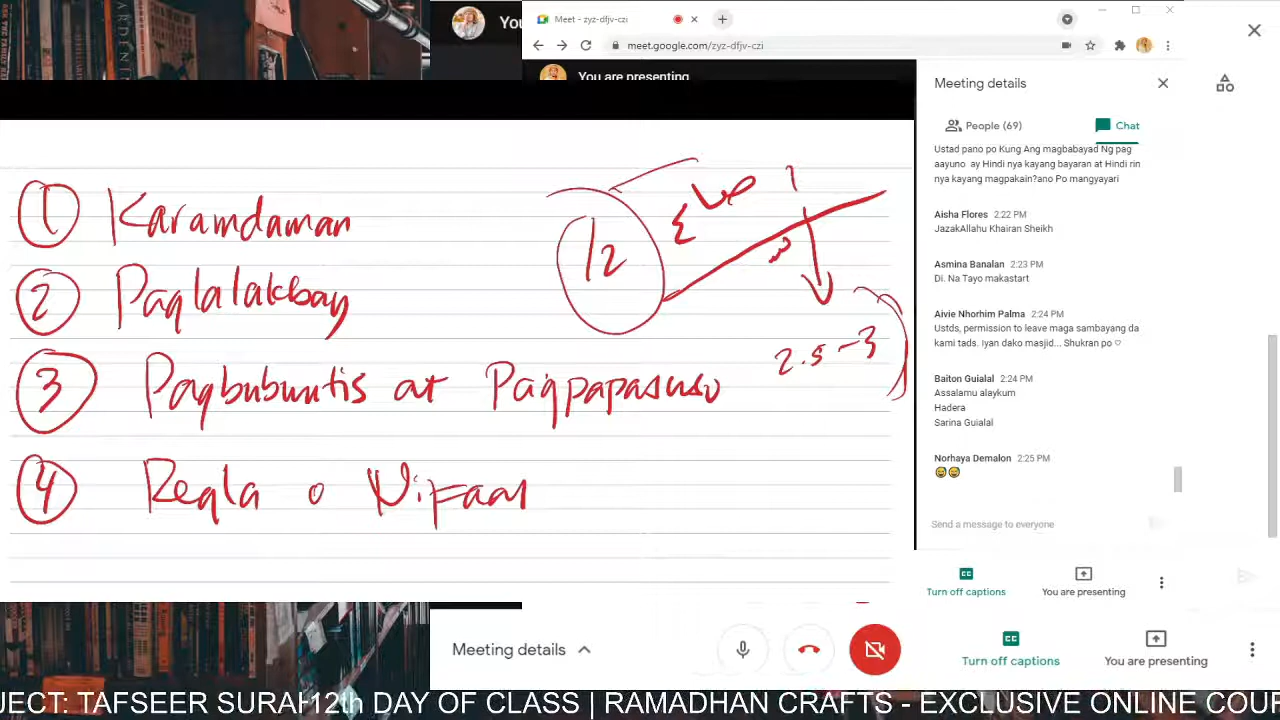 You
Meet - zyz-dfjv-czi
meet.google.com/zyz-dfjv-czi
You are presenting
Meeting details
People (69)
Chat
Ustad pano po Kung Ang magbabayad Ng pag
aayuno ay Hindi nya kayang bayaran at Hindi rin
nya kayang magpakain?ano Po mangyayari
Aisha Flores 2:22 PM
JazakAllahu Khairan Sheikh
Asmina Banalan 2:23 PM
Di. Na Tayo makastart
Aivie Nhorhim Palma 2:24 PM
Ustds, permission to leave maga sambayang da
kami tads. Iyan dako masjid... Shukran po ♡
Baiton Guialal 2:24 PM
Assalamu alaykum
Hadera
Sarina Guialal
Norhaya Demalon 2:25 PM
😅😅
Send a message to everyone
Turn off captions
You are presenting
1 Karamdaman
2 Paglalakbay
3 Pagbubuntis at Pagpapasuso
4 Regla o Nifaas
12
2.5 - 3
Meeting details
Turn off captions
You are presenting
JECT: TAFSEER SURAH 12th DAY OF CLASS | RAMADHAN CRAFTS - EXCLUSIVE ONLINE COUR